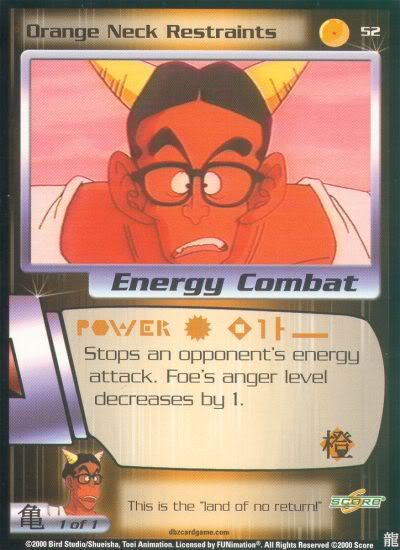 Orange Neck Restraints 52
Energy Combat
POWER
Stops an opponent's energy
attack. Foe's anger level
decreases by 1.
橙
This is the "land of no return!"
SCORE
亀 1 of 1
dbzcardgame.com
©2000 Bird Studio/Shueisha, Toei Animation. Licensed by FUNimation®. All Rights Reserved ©2000 Score
龍